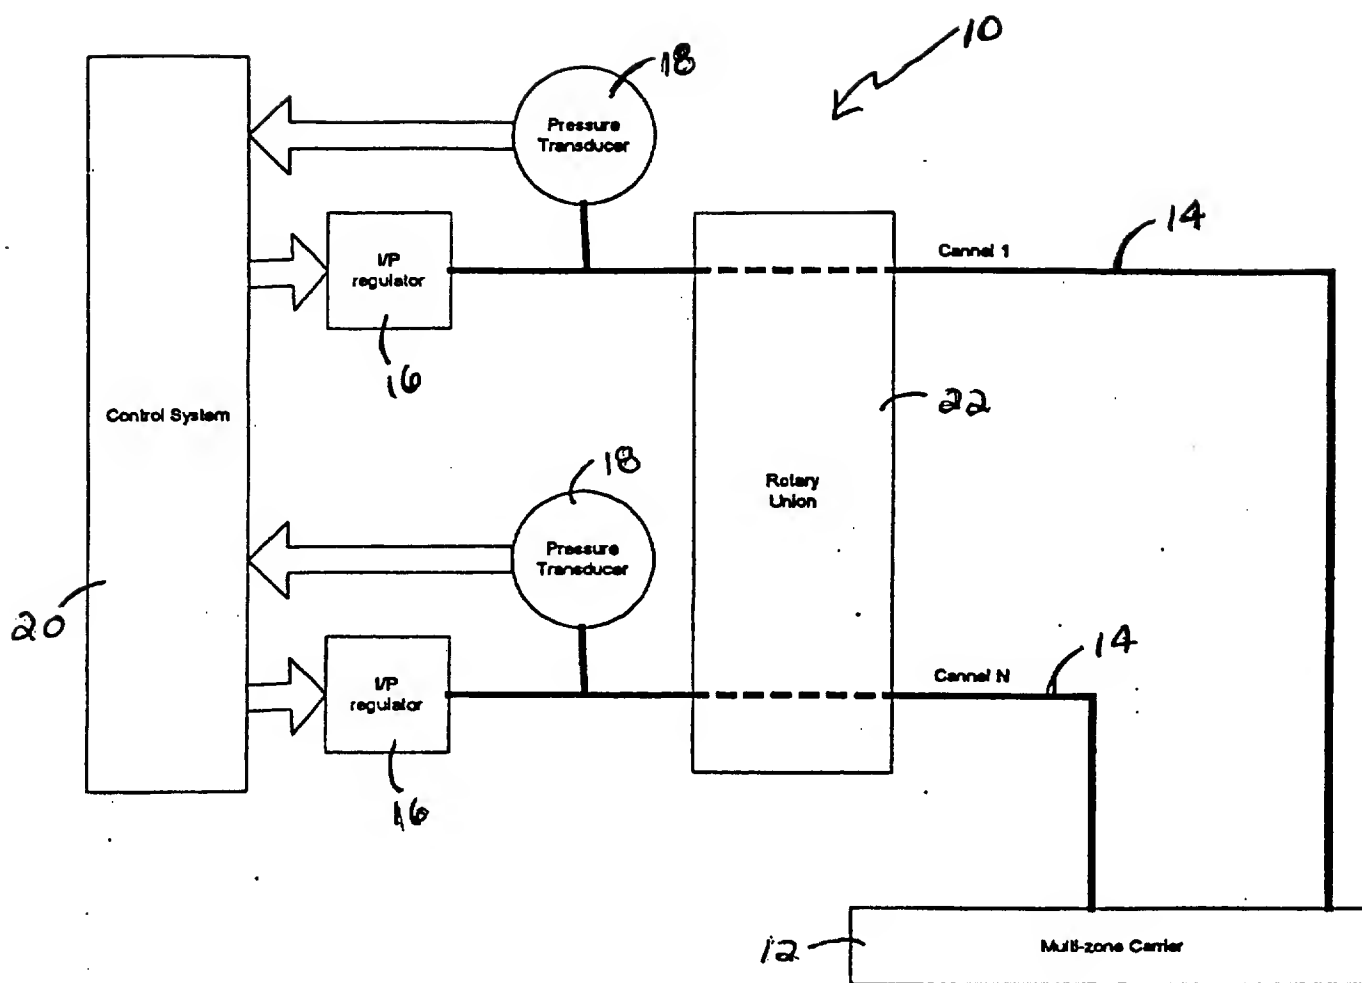 10
18
Pressure
Transducer
14
Cannel 1
I/P
regulator
16
Control System
22
18
Rotary
Union
Pressure
Transducer
20
14
Cannel N
I/P
regulator
16
12
Multi-zone Carrier